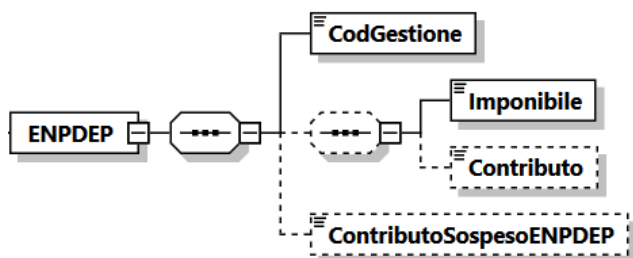 CodGestione
Imponibile
ENPDEP
Contributo
ContributoSospesoENPDEP